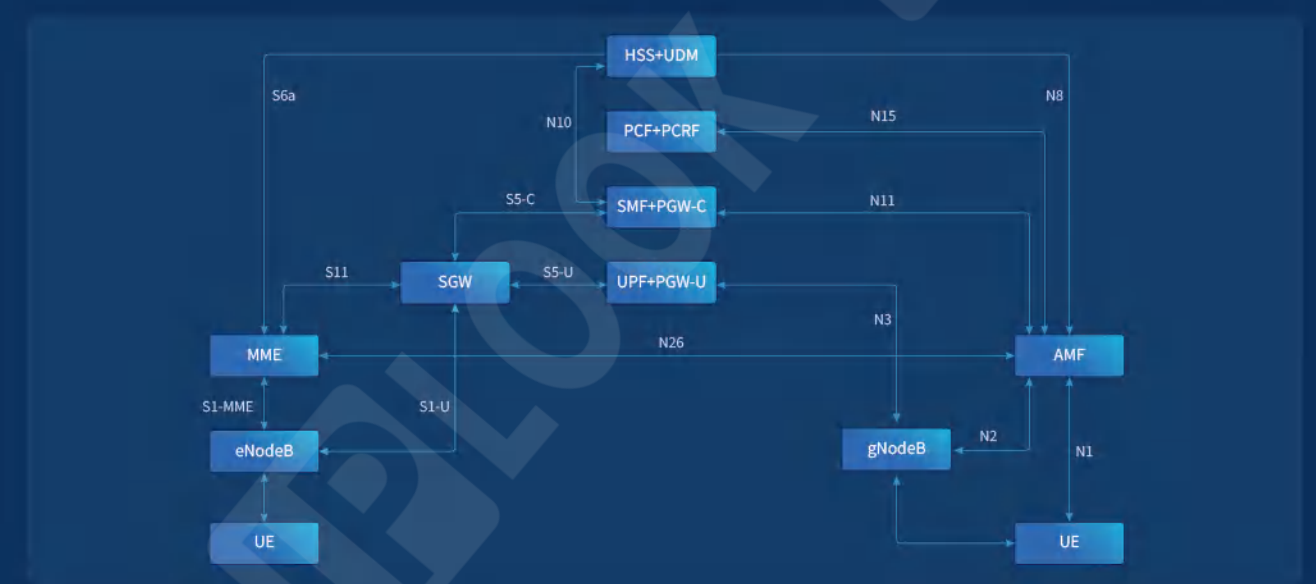 HSS+UDM
S6a
N8
N10
PCF+PCRF
N15
S5-C
SMF+PGW-C
N11
S11
SGW
S5-U
UPF+PGW-U
N3
MME
N26
AMF
S1-MME
S1-U
eNodeB
gNodeB
N2
N1
UE
UE
IPLOOK